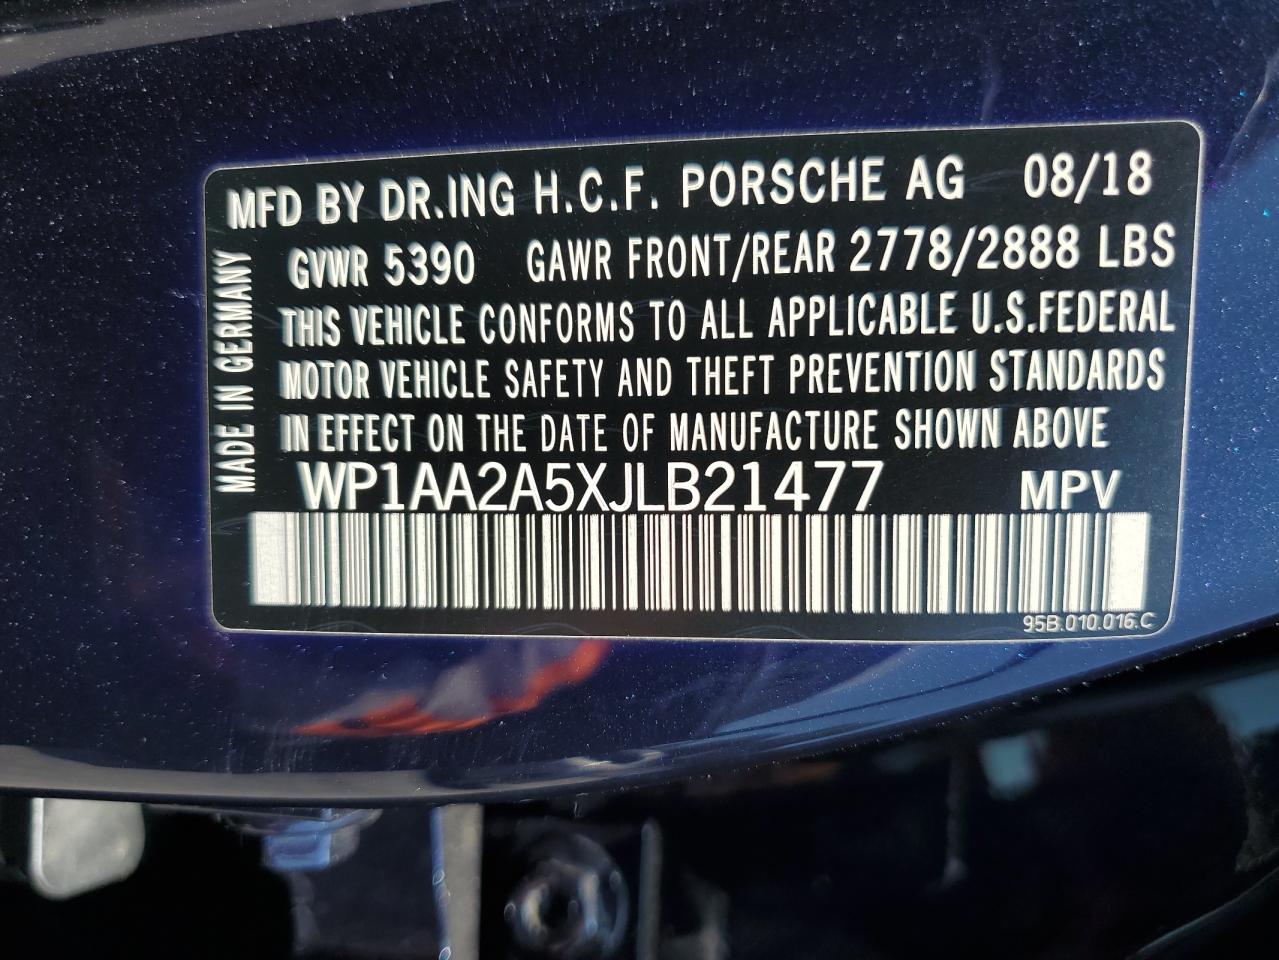 MFD BY DR.ING H.C.F. PORSCHE AG 08/18
GVWR 5390 GAWR FRONT/REAR 2778/2888 LBS
THIS VEHICLE CONFORMS TO ALL APPLICABLE U.S.FEDERAL
MOTOR VEHICLE SAFETY AND THEFT PREVENTION STANDARDS
IN EFFECT ON THE DATE OF MANUFACTURE SHOWN ABOVE
MADE IN GERMANY
WP1AA2A5XJLB21477 MPV
95B.010.016.C